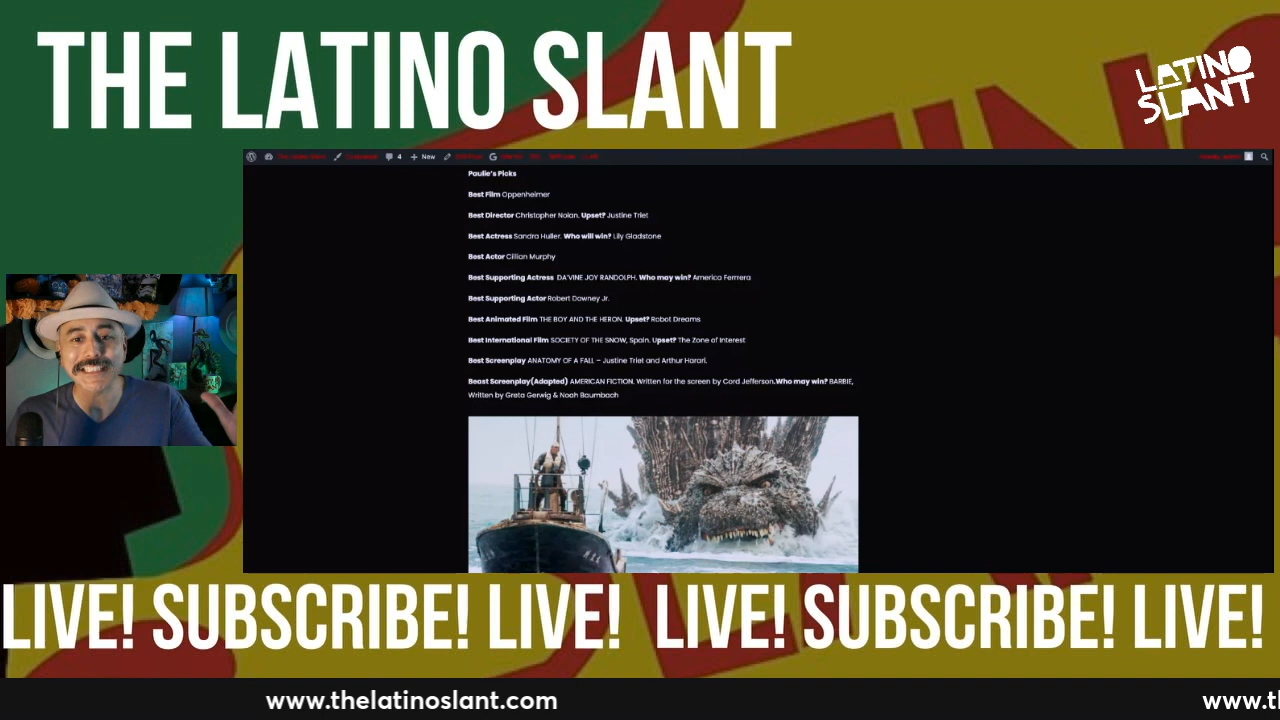 THE LATINO SLANT
LATINO
SLANT
4
New
Paulie's Picks
Best Film Oppenheimer
Best Director Christopher Nolan. Upset? Justine Triet
Best Actress Sandra Huller. Who will win? Lily Gladstone
Best Actor Cillian Murphy
Best Supporting Actress DA'VINE JOY RANDOLPH. Who may win? America Ferrrera
Best Supporting Actor Robert Downey Jr.
Best Animated Film THE BOY AND THE HERON. Upset? Robot Dreams
Best International Film SOCIETY OF THE SNOW, Spain. Upset? The Zone of Interest
Best Screenplay ANATOMY OF A FALL – Justine Triet and Arthur Harari.
Beast Screenplay(Adapted) AMERICAN FICTION. Written for the screen by Cord Jefferson.Who may win? BARBIE,
Written by Greta Gerwig & Noah Baumbach
LIVE! SUBSCRIBE! LIVE! LIVE! SUBSCRIBE! LIVE!
www.thelatinoslant.com
www.t